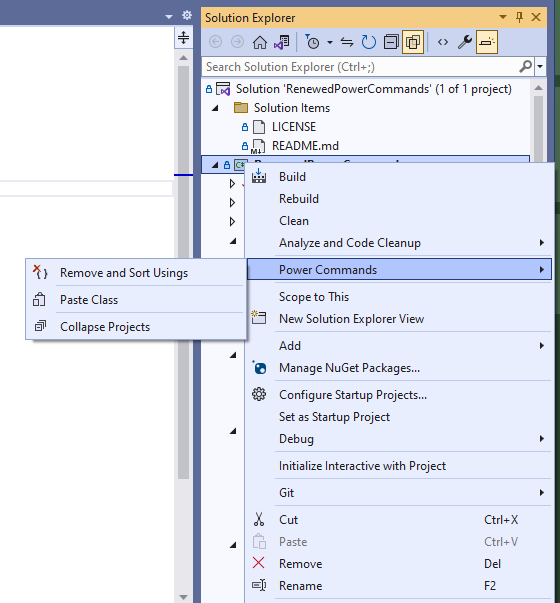 Solution Explorer
Search Solution Explorer (Ctrl+;)
Solution 'RenewedPowerCommands' (1 of 1 project)
Solution Items
LICENSE
README.md
C#
Build
Rebuild
Clean
Analyze and Code Cleanup
Power Commands
Remove and Sort Usings
Paste Class
Collapse Projects
Scope to This
New Solution Explorer View
Add
Manage NuGet Packages...
Configure Startup Projects...
Set as Startup Project
Debug
Initialize Interactive with Project
Git
Cut Ctrl+X
Paste Ctrl+V
Remove Del
Rename F2